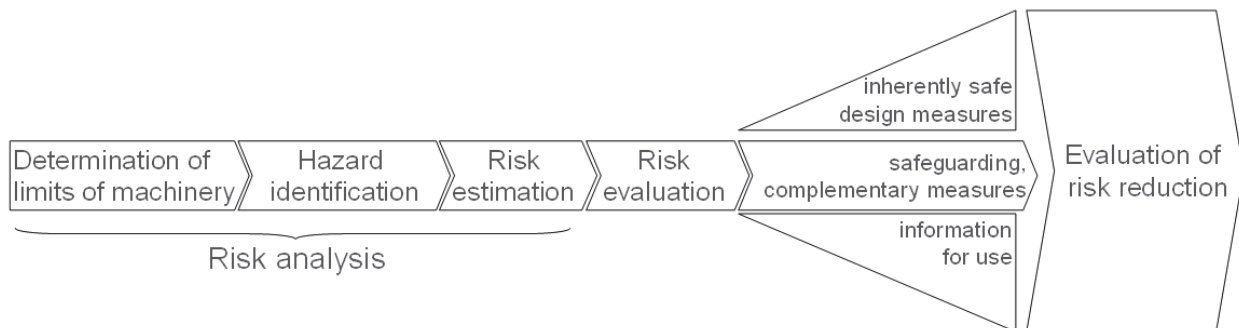 Determination of
limits of machinery
Hazard
identification
Risk
estimation
Risk
evaluation
inherently safe
design measures
safeguarding,
complementary measures
information
for use
Evaluation of
risk reduction
Risk analysis